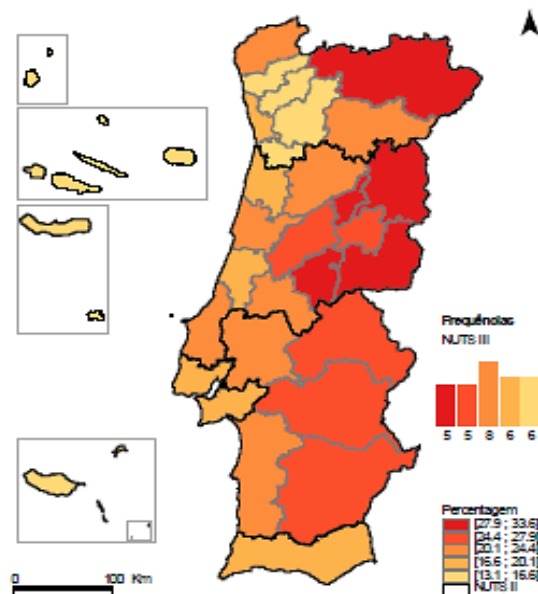 Frequências
NUTS III
5 5 8 6 6
Percentagem
[27.9 ; 33.6]
[24.4 ; 27.9[
[20.1 ; 24.4[
[16.6 ; 20.1[
[13.1 ; 16.6[
NUTS II
0 100 Km